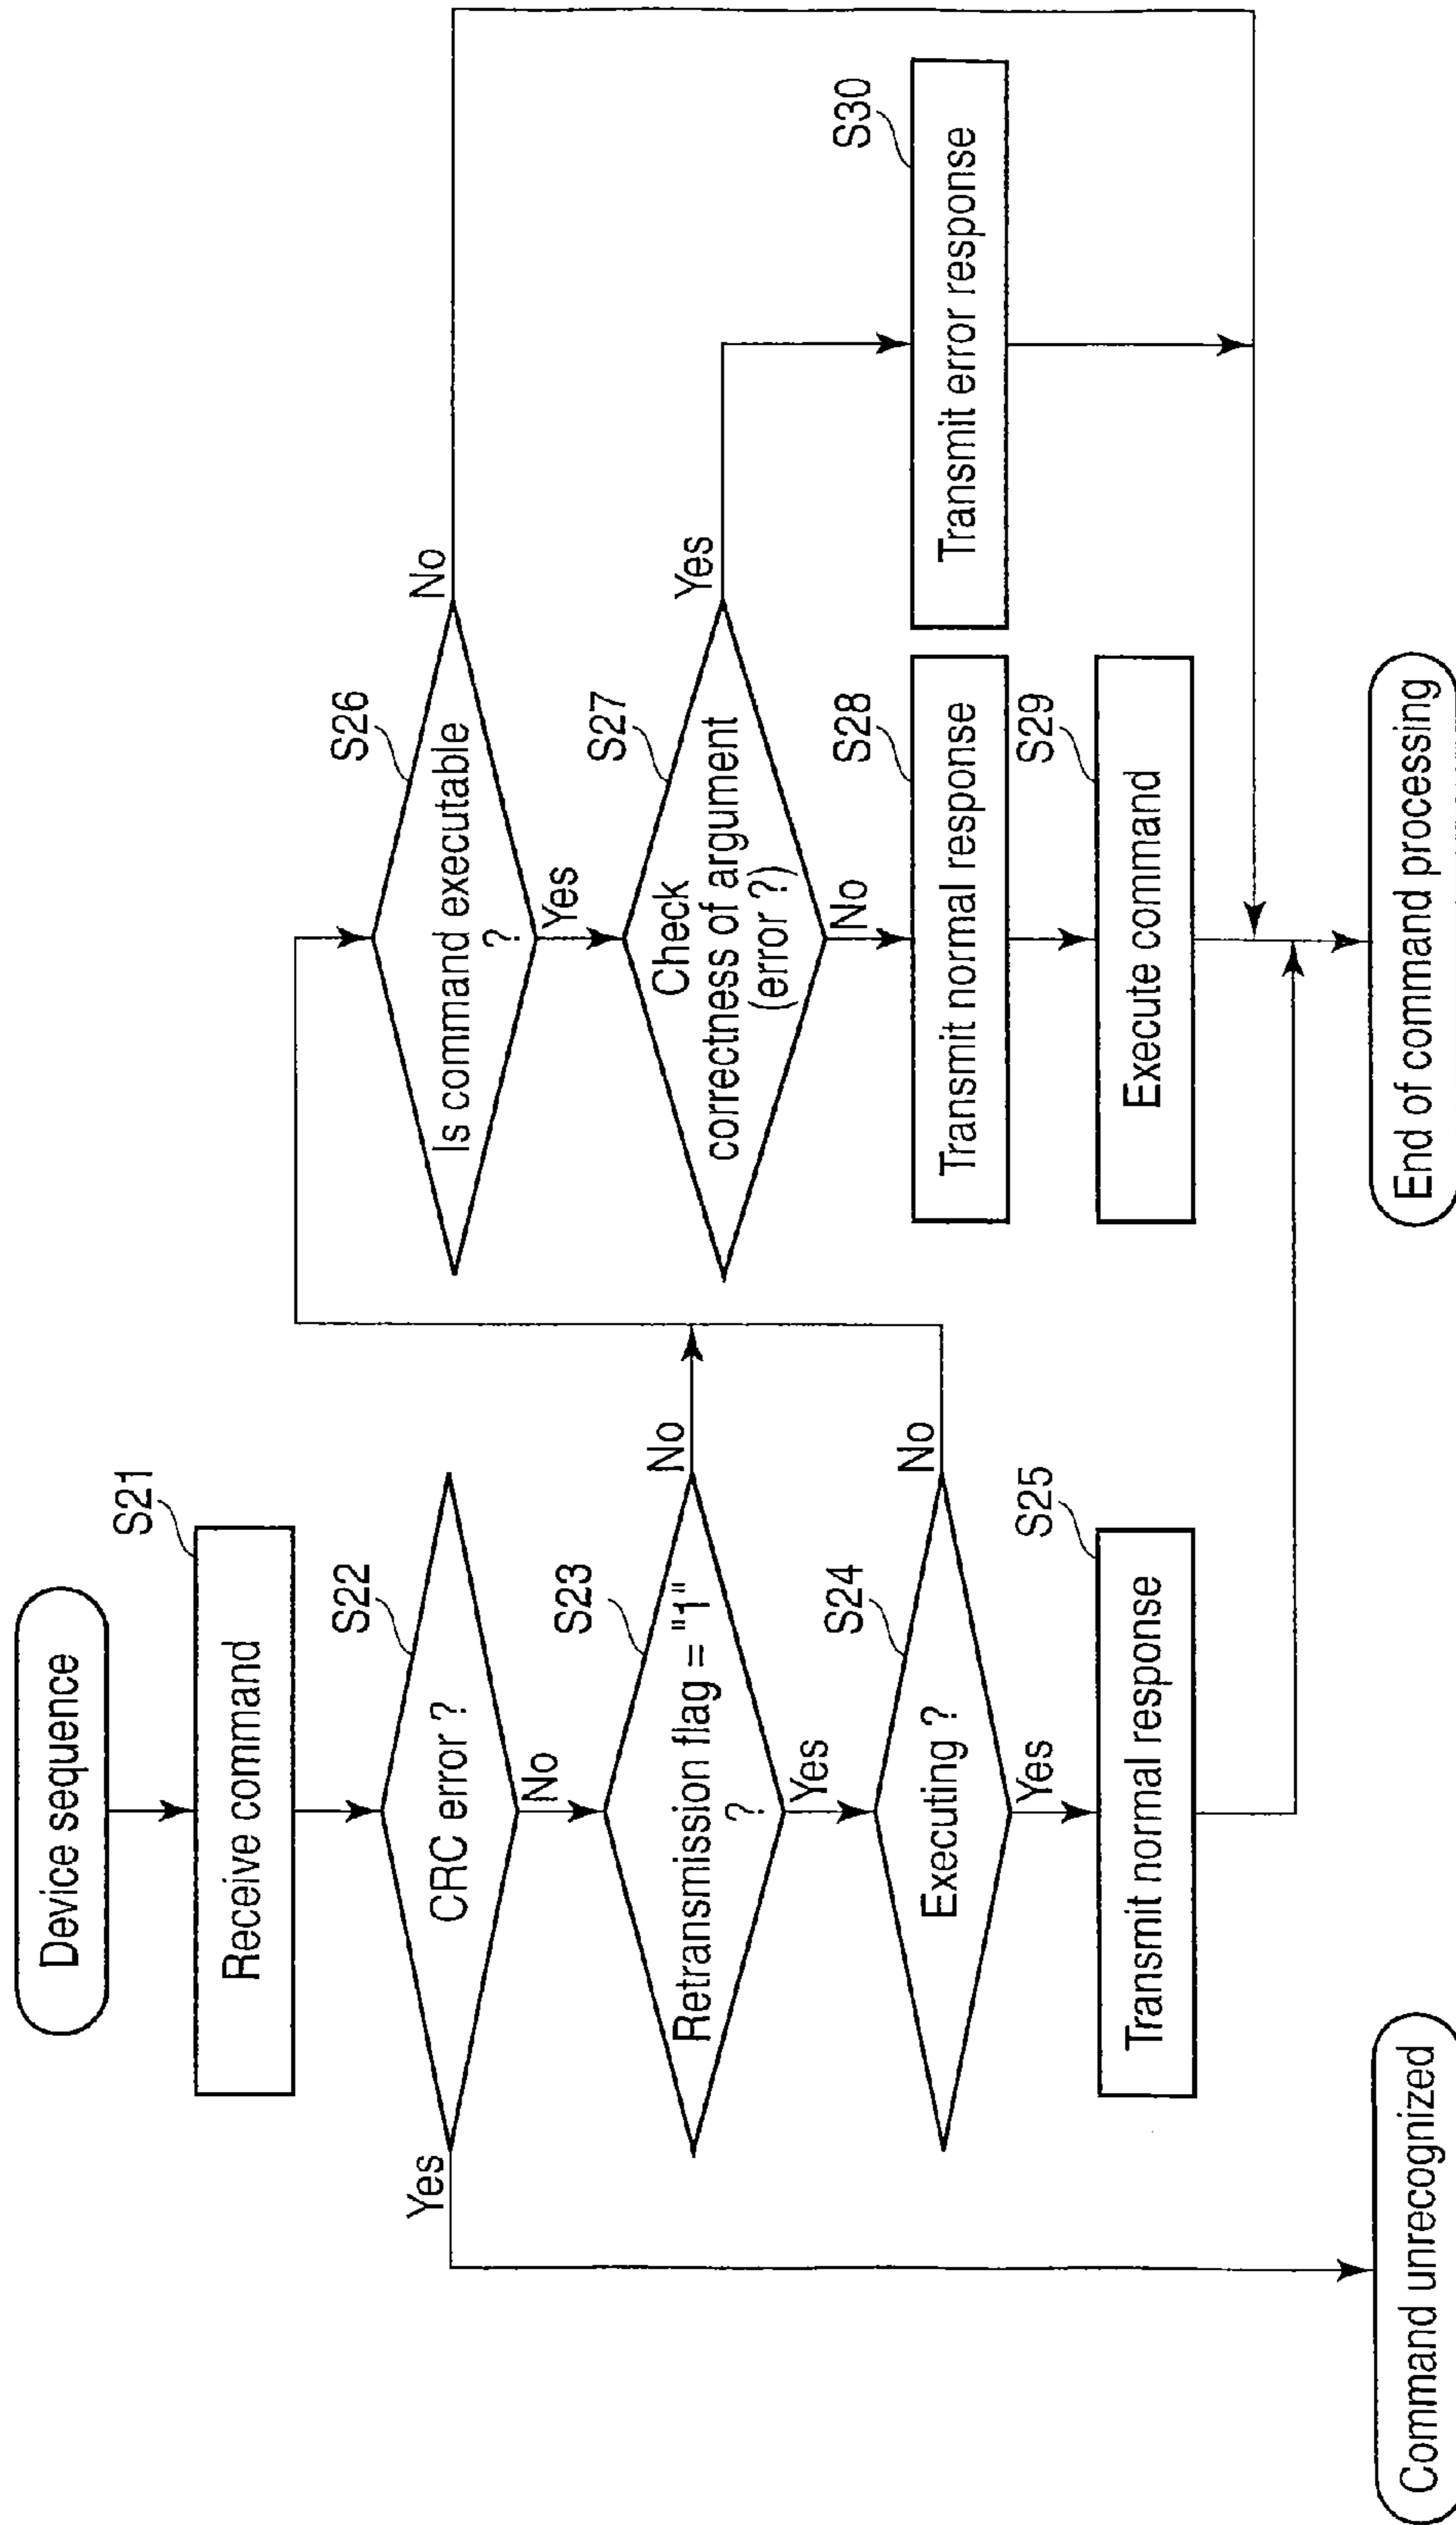 Device sequence
S21
Receive command
S22
CRC error ?
Yes
No
S23
Retransmission flag = "1"
?
No
Yes
S24
Executing ?
No
Yes
S25
Transmit normal response
Command unrecognized
S26
Is command executable
?
No
Yes
S27
Check
correctness of argument
(error ?)
Yes
No
S28
Transmit normal response
S29
Execute command
S30
Transmit error response
End of command processing